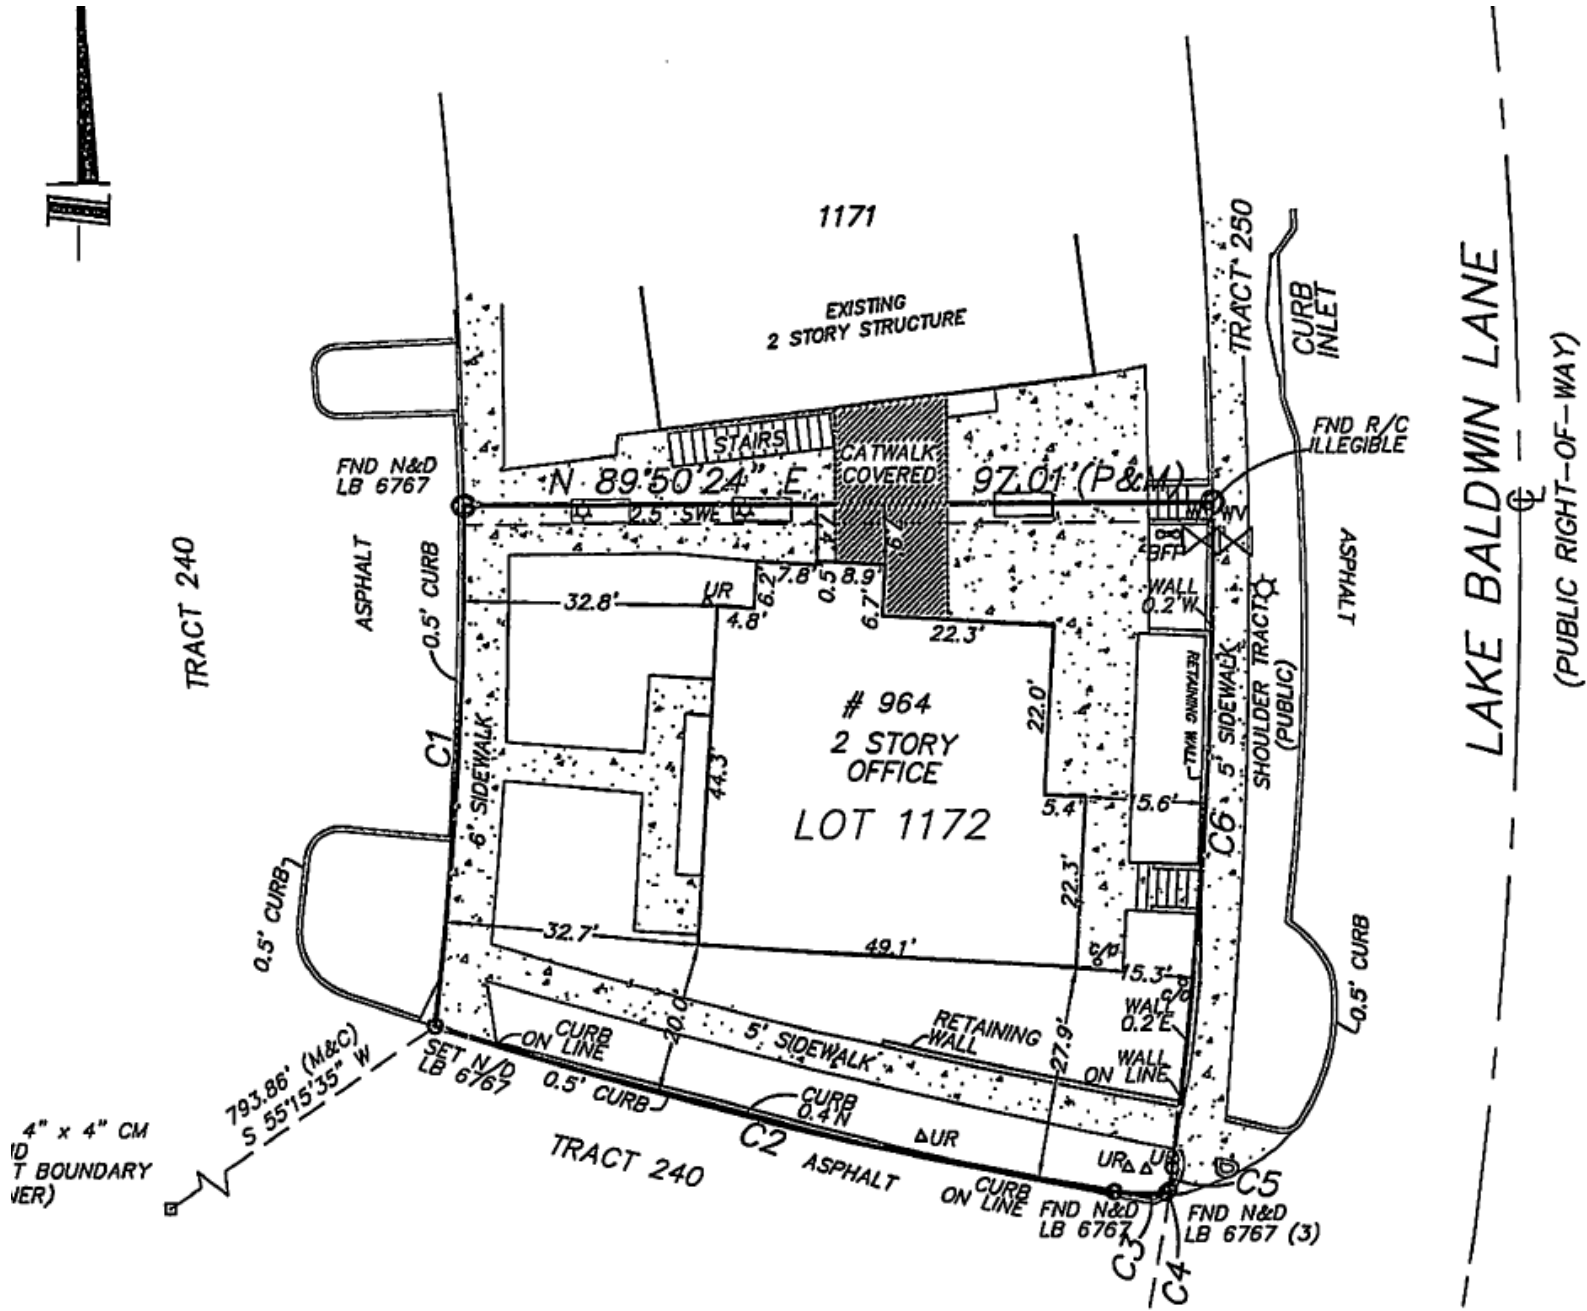 1171
TRACT 250
CURB
INLET
LAKE BALDWIN LANE
(PUBLIC RIGHT-OF-WAY)
EXISTING
2 STORY STRUCTURE
FND R/C
ILLEGIBLE
STAIRS
CATWALK
COVERED
FND N&D
LB 6767
N 89°50'24" E
97.01' (P&M)
2.5' SWE
WV
BFP
ASPHALT
0.5' CURB
TRACT 240
7.4
7.9
6.2'
7.8'
0.5
8.9'
UR
32.8'
4.8'
6.7'
22.3'
WALL
0.2'W.
ASPHALT
SHOULDER TRACT
(PUBLIC)
RETAINING WALL
5' SIDEWALK
# 964
2 STORY
OFFICE
LOT 1172
22.0'
C1
6' SIDEWALK
44.3'
5.4'
15.6'
C6
22.3'
0.5' CURB
32.7'
49.1'
c/o
15.3'
c/o
WALL
0.2'E
0.5' CURB
20.0'
5' SIDEWALK
RETAINING
WALL
27.9'
WALL
ON LINE
CURB
ON LINE
SET N/D
LB 6767
0.5' CURB
CURB
0.4'N
793.86' (M&C)
S 55°15'35" W
4" x 4" CM
T BOUNDARY
TRACT 240
C2
ASPHALT
UR
UR
CURB
ON LINE
FND N&D
LB 6767
C5
FND N&D
LB 6767 (3)
C3
C4